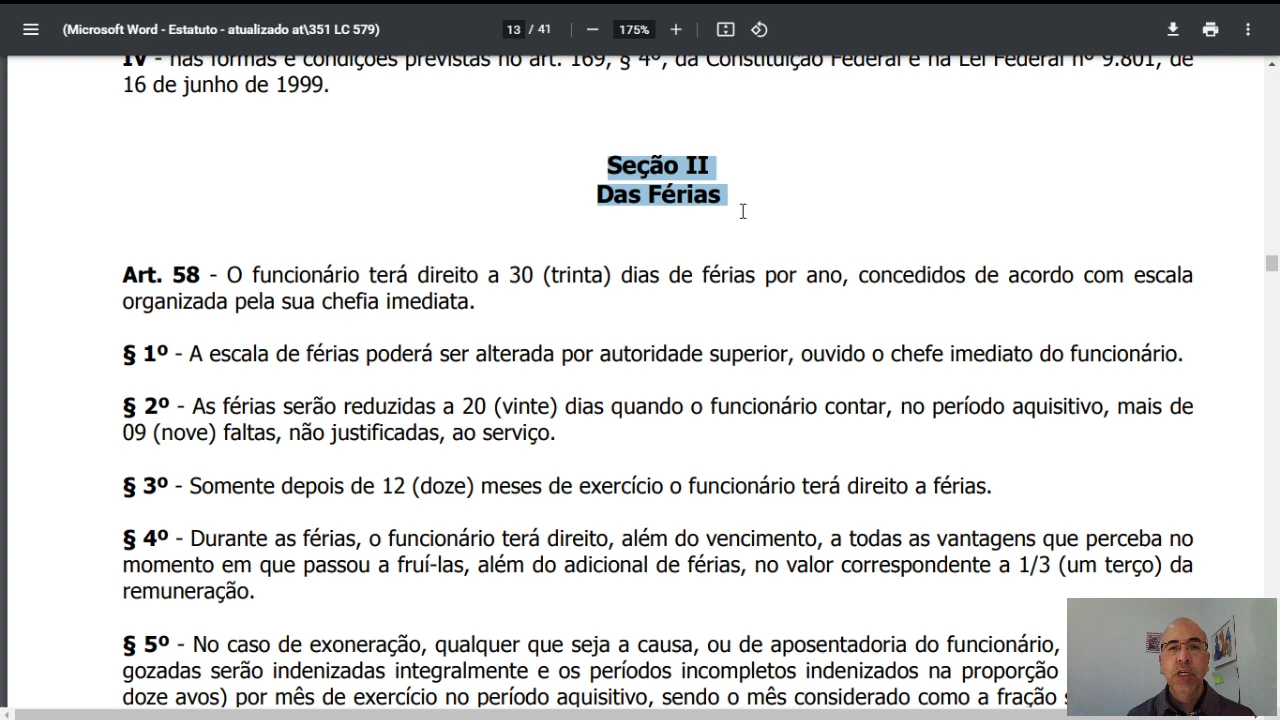 (Microsoft Word - Estatuto - atualizado at\351 LC 579)
13 / 41
175%
IV - nas formas e condições previstas no art. 169, § 4º, da Constituição Federal e na Lei Federal nº 9.801, de
16 de junho de 1999.
Seção II
Das Férias
Art. 58 - O funcionário terá direito a 30 (trinta) dias de férias por ano, concedidos de acordo com escala
organizada pela sua chefia imediata.
§ 1º - A escala de férias poderá ser alterada por autoridade superior, ouvido o chefe imediato do funcionário.
§ 2º - As férias serão reduzidas a 20 (vinte) dias quando o funcionário contar, no período aquisitivo, mais de
09 (nove) faltas, não justificadas, ao serviço.
§ 3º - Somente depois de 12 (doze) meses de exercício o funcionário terá direito a férias.
§ 4º - Durante as férias, o funcionário terá direito, além do vencimento, a todas as vantagens que perceba no
momento em que passou a fruí-las, além do adicional de férias, no valor correspondente a 1/3 (um terço) da
remuneração.
§ 5º - No caso de exoneração, qualquer que seja a causa, ou de aposentadoria do funcionário,
gozadas serão indenizadas integralmente e os períodos incompletos indenizados na proporção
doze avos) por mês de exercício no período aquisitivo, sendo o mês considerado como a fração